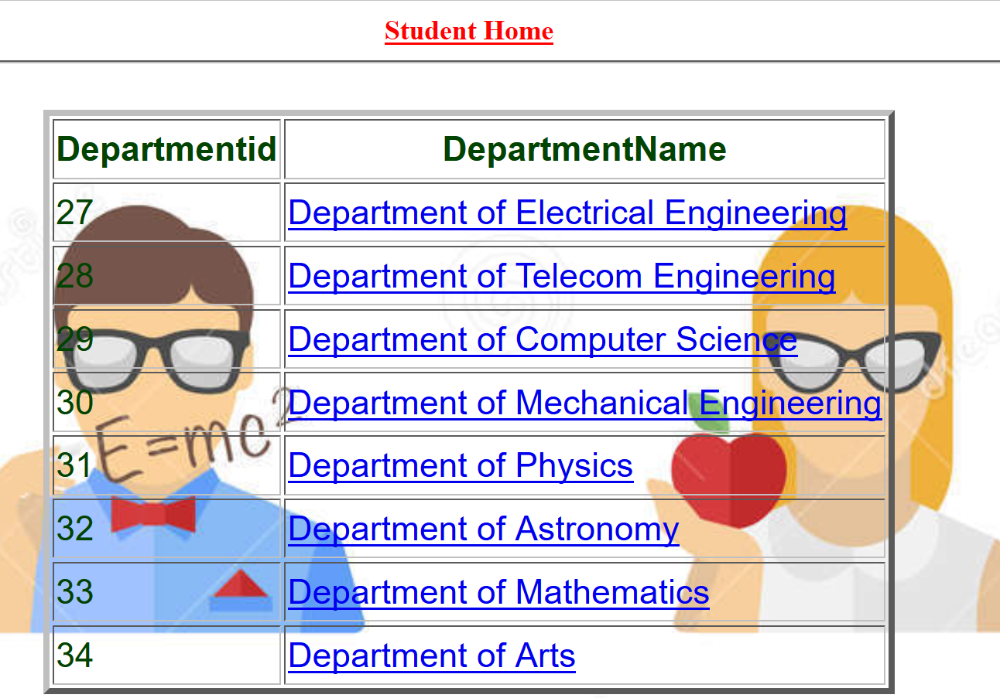 Student Home
Departmentid DepartmentName
27 Department of Electrical Engineering
28 Department of Telecom Engineering
29 Department of Computer Science
30 Department of Mechanical Engineering
E=mc²
31 Department of Physics
32 Department of Astronomy
33 Department of Mathematics
34 Department of Arts